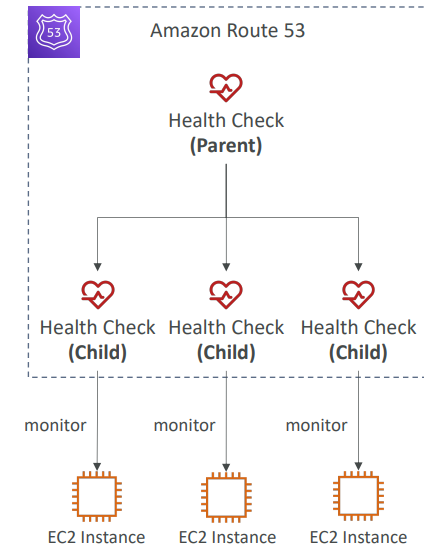 53
Amazon Route 53
Health Check
(Parent)
Health Check
(Child)
Health Check
(Child)
Health Check
(Child)
monitor
monitor
monitor
EC2 Instance
EC2 Instance
EC2 Instance